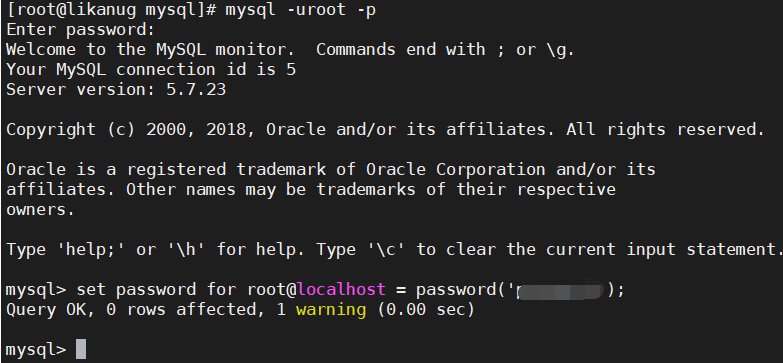 [root@likanug mysql]# mysql -uroot -p
Enter password:
Welcome to the MySQL monitor.  Commands end with ; or \g.
Your MySQL connection id is 5
Server version: 5.7.23
Copyright (c) 2000, 2018, Oracle and/or its affiliates. All rights reserved.
Oracle is a registered trademark of Oracle Corporation and/or its
affiliates. Other names may be trademarks of their respective
owners.
Type 'help;' or '\h' for help. Type '\c' to clear the current input statement.
mysql> set password for root@localhost = password(' );
Query OK, 0 rows affected, 1 warning (0.00 sec)
mysql>